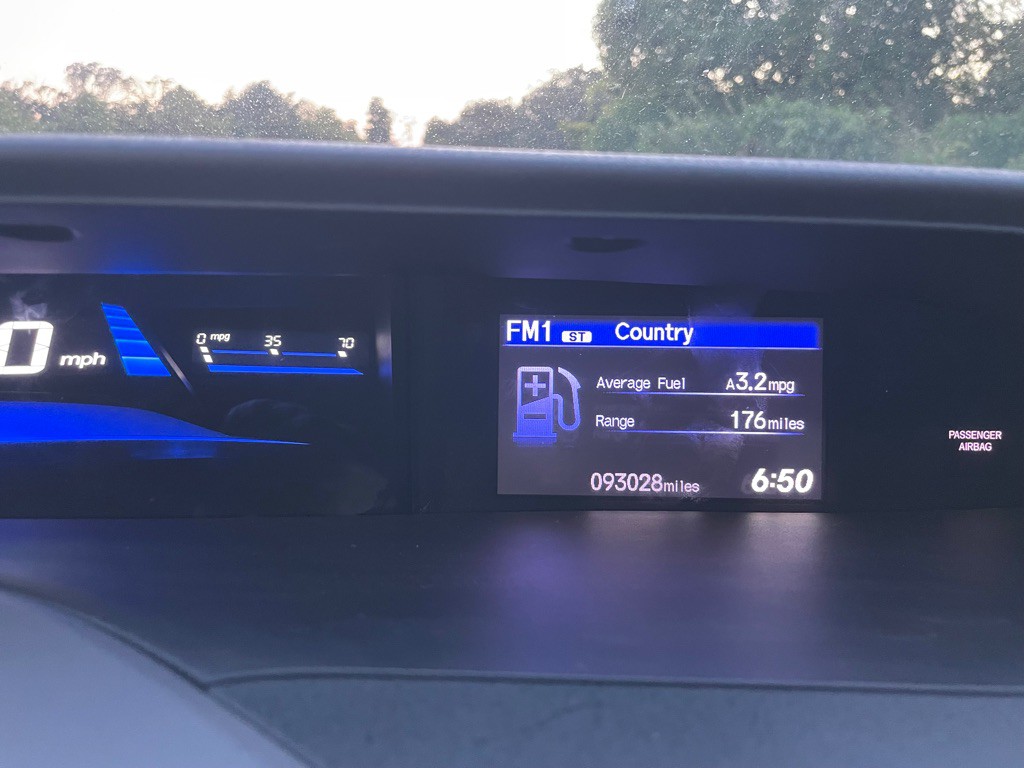 FM1 ST Country
0 mpg 35 70
0 mph
Average Fuel A3.2mpg
Range 176miles
093028miles 6:50
PASSENGER
AIRBAG